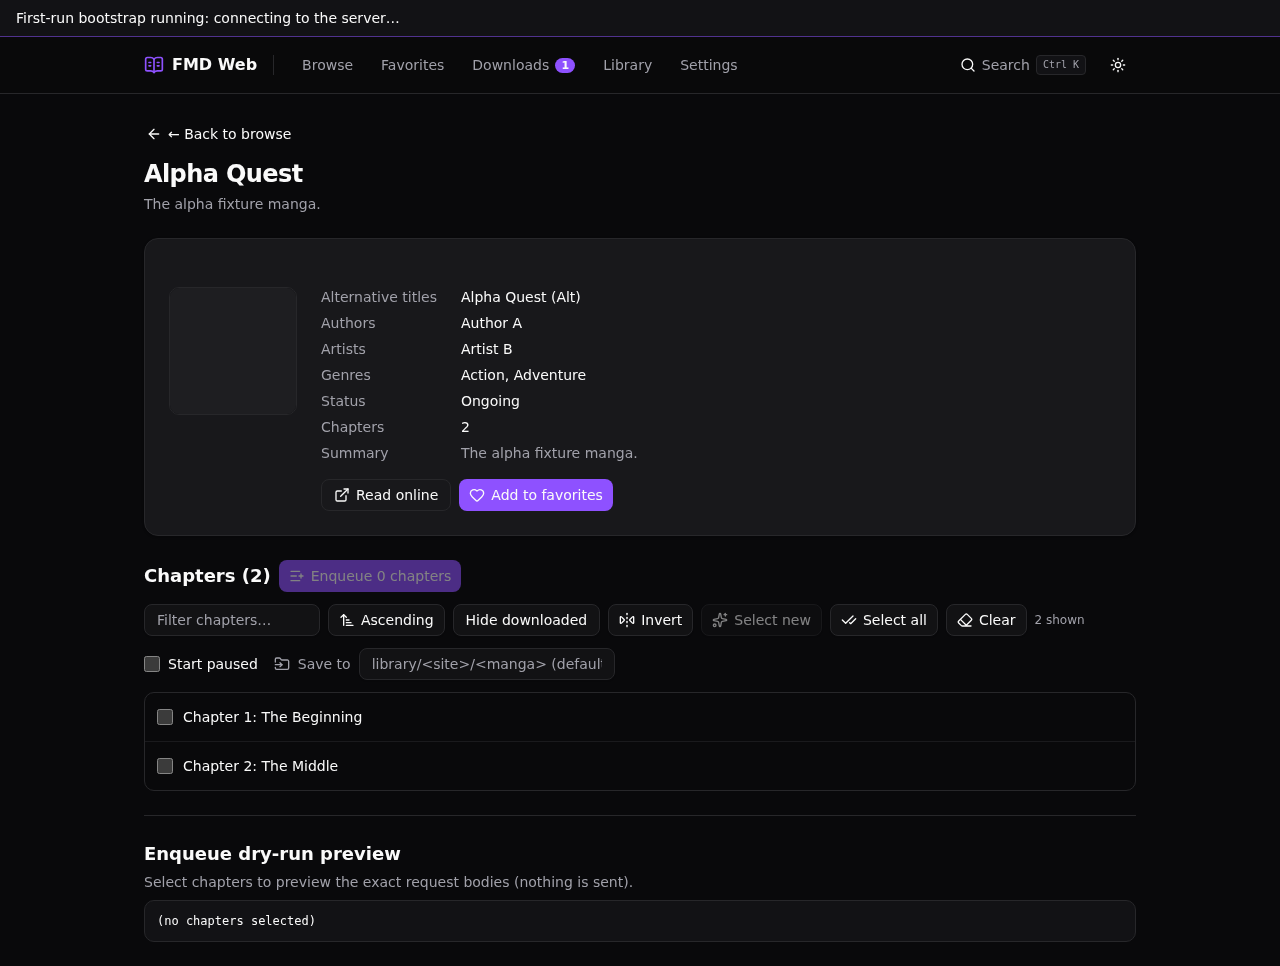 First-run bootstrap running: connecting to the server…
FMD Web Browse Favorites Downloads 1 Library Settings Search Ctrl K
← Back to browse
Alpha Quest
The alpha fixture manga.
Alternative titles Alpha Quest (Alt)
Authors Author A
Artists Artist B
Genres Action, Adventure
Status Ongoing
Chapters 2
Summary The alpha fixture manga.
Read online Add to favorites
Chapters (2) Enqueue 0 chapters
Filter chapters… Ascending Hide downloaded Invert Select new Select all Clear 2 shown
Start paused Save to library/<site>/<manga> (defaul
Chapter 1: The Beginning
Chapter 2: The Middle
Enqueue dry-run preview
Select chapters to preview the exact request bodies (nothing is sent).
(no chapters selected)